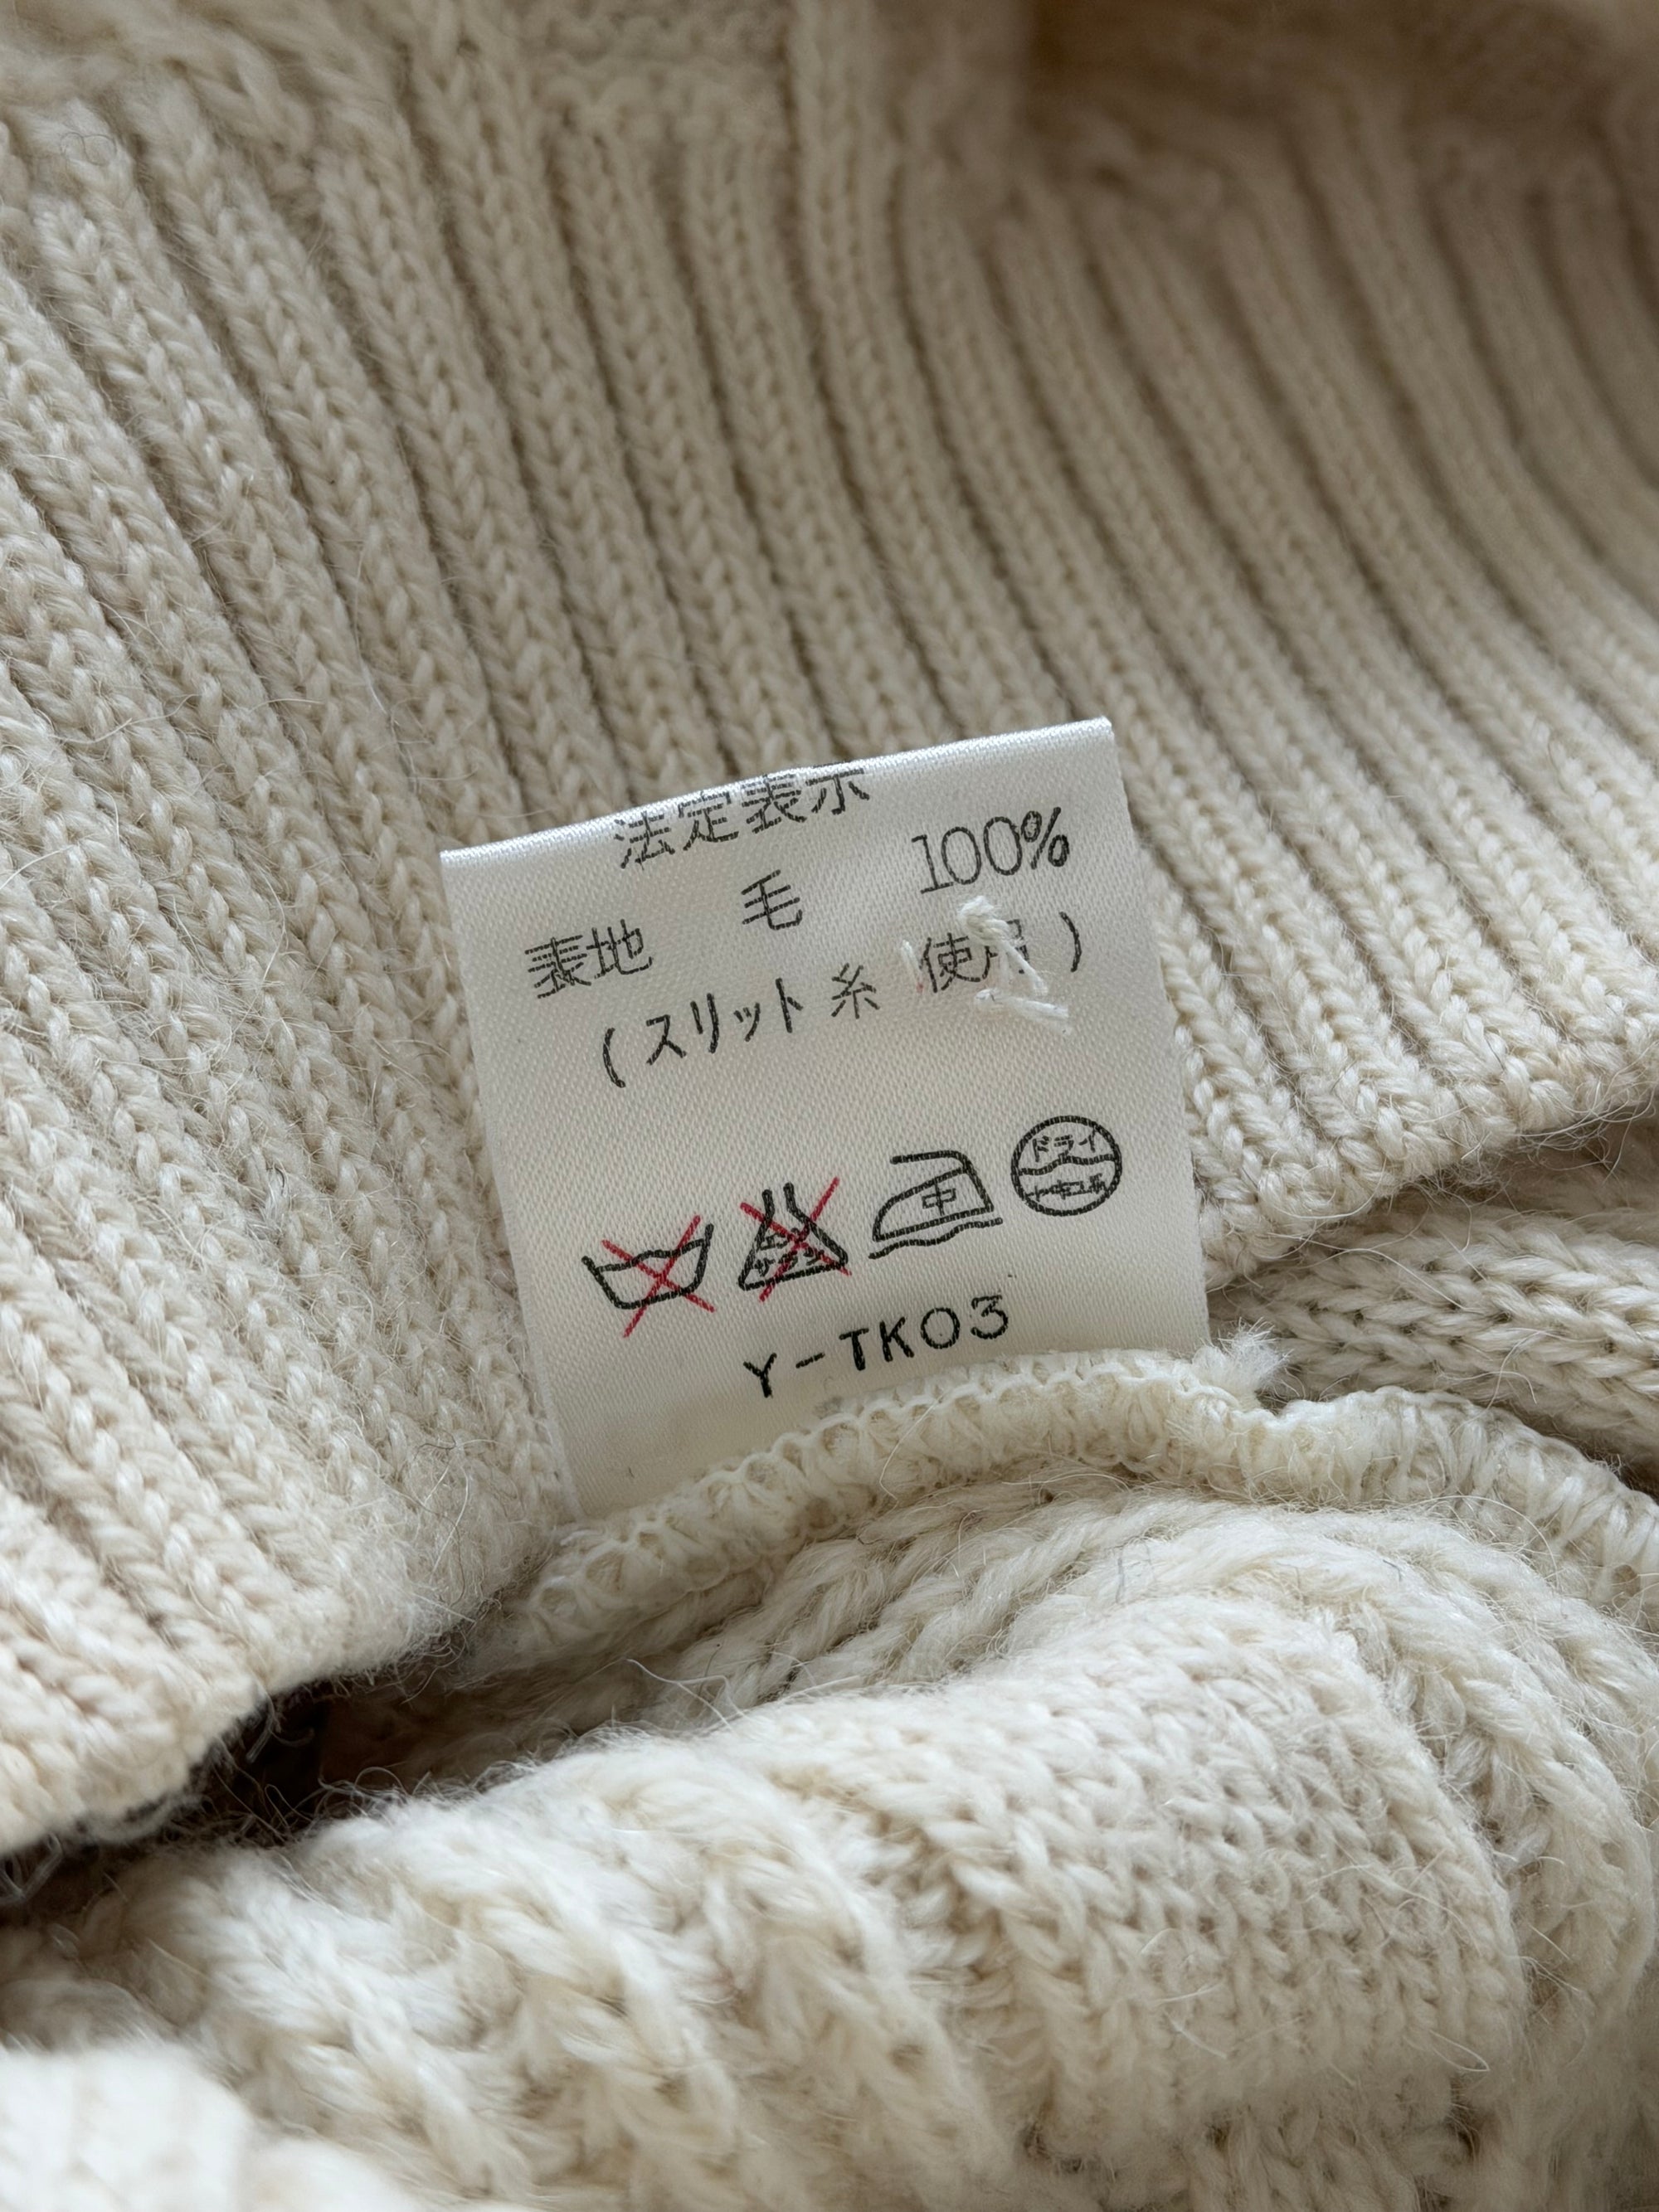 法定表示
表地 毛 100%
(スリット糸 使用)
中 ドライ
Y-TK03